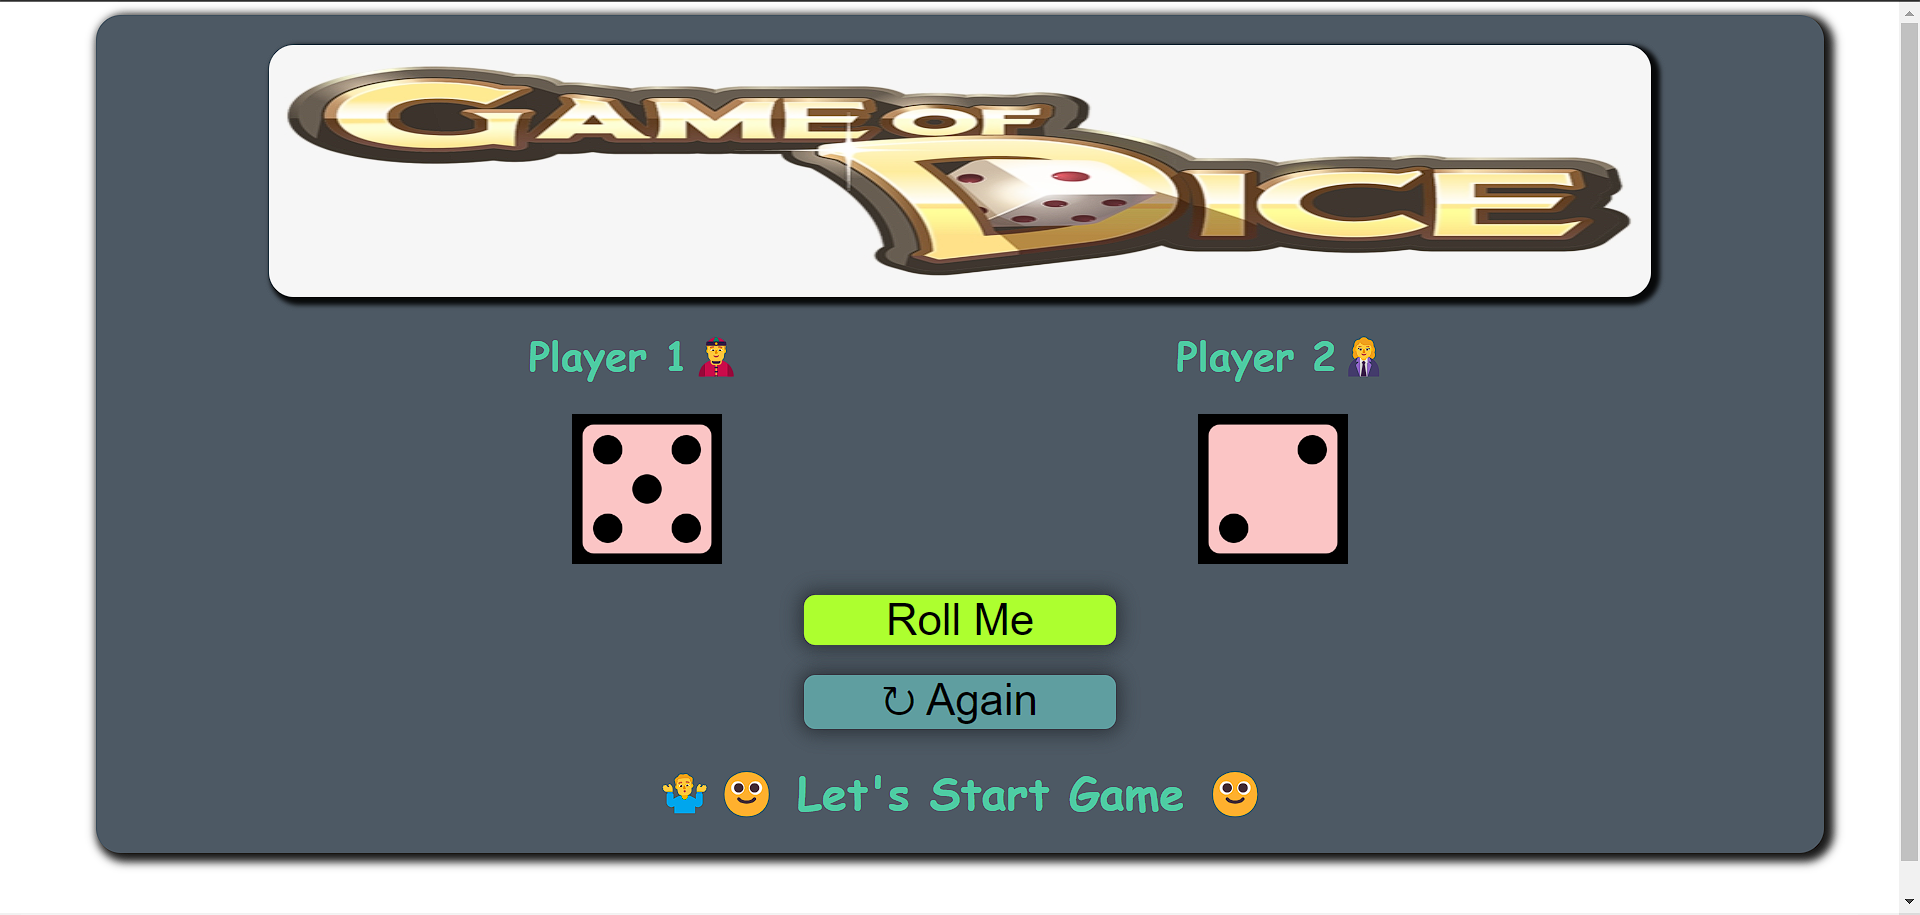 GAME OF
DICE
Player 1
Player 2
Roll Me
↻ Again
Let's Start Game